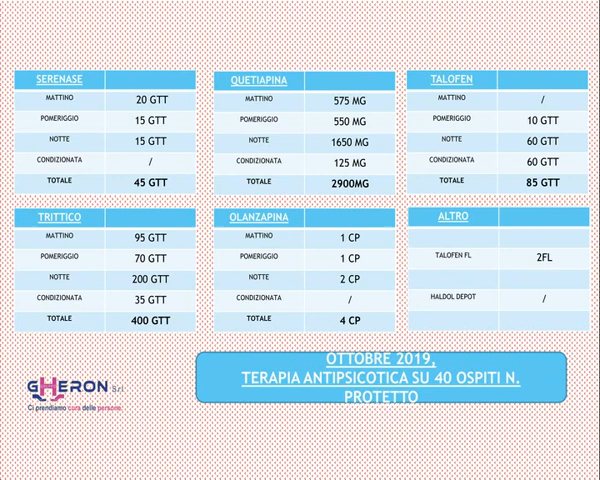 SERENASE
MATTINO 20 GTT
POMERIGGIO 15 GTT
NOTTE 15 GTT
CONDIZIONATA /
TOTALE 45 GTT
QUETIAPINA
MATTINO 575 MG
POMERIGGIO 550 MG
NOTTE 1650 MG
CONDIZIONATA 125 MG
TOTALE 2900MG
TALOFEN
MATTINO /
POMERIGGIO 10 GTT
NOTTE 60 GTT
CONDIZIONATA 60 GTT
TOTALE 85 GTT
TRITTICO
MATTINO 95 GTT
POMERIGGIO 70 GTT
NOTTE 200 GTT
CONDIZIONATA 35 GTT
TOTALE 400 GTT
OLANZAPINA
MATTINO 1 CP
POMERIGGIO 1 CP
NOTTE 2 CP
CONDIZIONATA /
TOTALE 4 CP
ALTRO
TALOFEN FL 2FL
HALDOL DEPOT /
OTTOBRE 2019,
TERAPIA ANTIPSICOTICA SU 40 OSPITI N.
PROTETTO
GHERON S.r.l.
Ci prendiamo cura delle persone.